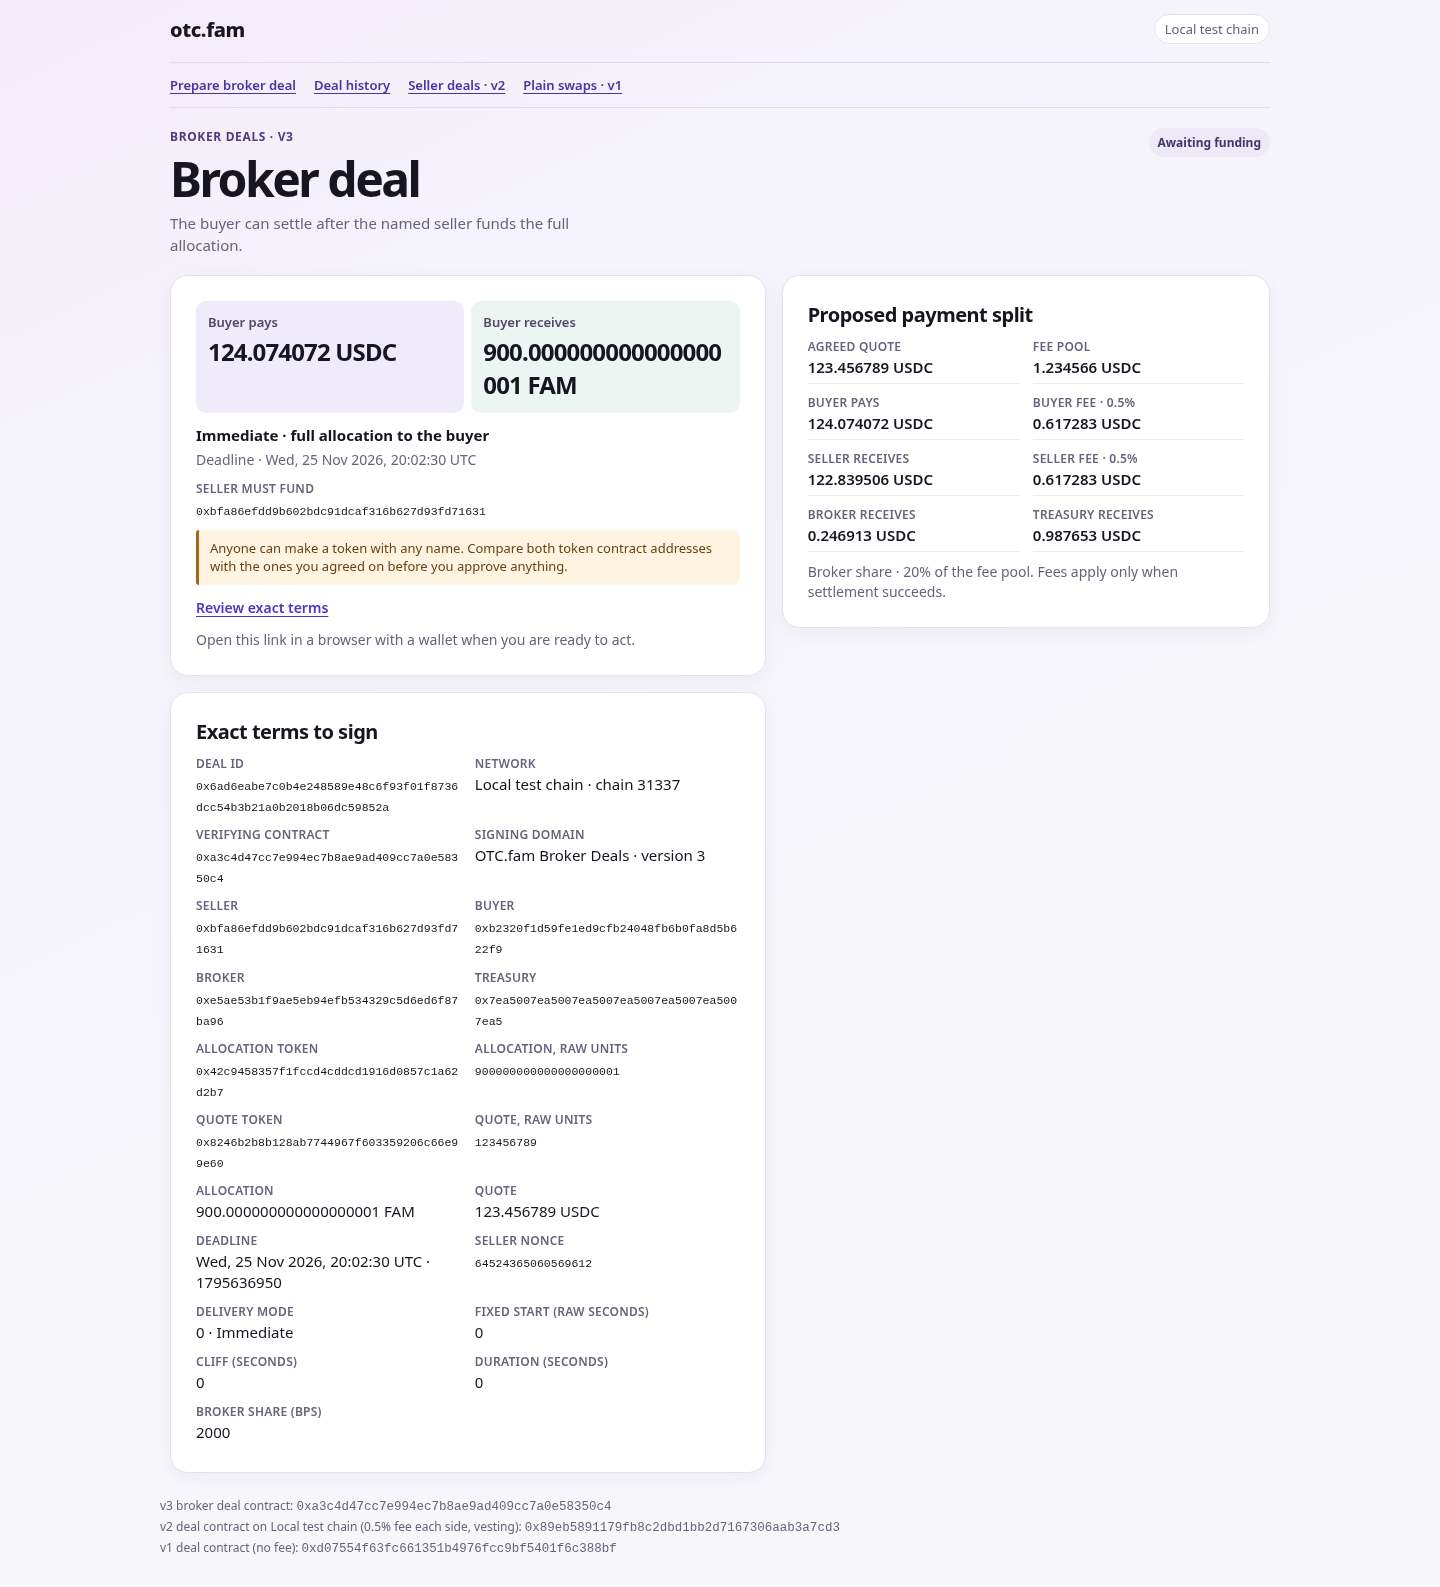 otc.fam
Local test chain
Prepare broker deal
Deal history
Seller deals · v2
Plain swaps · v1
BROKER DEALS · V3
Awaiting funding
Broker deal
The buyer can settle after the named seller funds the full
allocation.
Buyer pays
124.074072 USDC
Buyer receives
900.000000000000000
001 FAM
Immediate · full allocation to the buyer
Deadline · Wed, 25 Nov 2026, 20:02:30 UTC
SELLER MUST FUND
0xbfa86efdd9b602bdc91dcaf316b627d93fd71631
Anyone can make a token with any name. Compare both token contract addresses
with the ones you agreed on before you approve anything.
Review exact terms
Open this link in a browser with a wallet when you are ready to act.
Proposed payment split
AGREED QUOTE
123.456789 USDC
FEE POOL
1.234566 USDC
BUYER PAYS
124.074072 USDC
BUYER FEE · 0.5%
0.617283 USDC
SELLER RECEIVES
122.839506 USDC
SELLER FEE · 0.5%
0.617283 USDC
BROKER RECEIVES
0.246913 USDC
TREASURY RECEIVES
0.987653 USDC
Broker share · 20% of the fee pool. Fees apply only when
settlement succeeds.
Exact terms to sign
DEAL ID
0x6ad6eabe7c0b4e248589e48c6f93f01f8736
dcc54b3b21a0b2018b06dc59852a
NETWORK
Local test chain · chain 31337
VERIFYING CONTRACT
0xa3c4d47cc7e994ec7b8ae9ad409cc7a0e583
50c4
SIGNING DOMAIN
OTC.fam Broker Deals · version 3
SELLER
0xbfa86efdd9b602bdc91dcaf316b627d93fd7
1631
BUYER
0xb2320f1d59fe1ed9cfb24048fb6b0fa8d5b6
22f9
BROKER
0xe5ae53b1f9ae5eb94efb534329c5d6ed6f87
ba96
TREASURY
0x7ea5007ea5007ea5007ea5007ea5007ea500
7ea5
ALLOCATION TOKEN
0x42c9458357f1fccd4cddcd1916d0857c1a62
d2b7
ALLOCATION, RAW UNITS
900000000000000000001
QUOTE TOKEN
0x8246b2b8b128ab7744967f603359206c66e9
9e60
QUOTE, RAW UNITS
123456789
ALLOCATION
900.000000000000000001 FAM
QUOTE
123.456789 USDC
DEADLINE
Wed, 25 Nov 2026, 20:02:30 UTC ·
1795636950
SELLER NONCE
64524365060569612
DELIVERY MODE
0 · Immediate
FIXED START (RAW SECONDS)
0
CLIFF (SECONDS)
0
DURATION (SECONDS)
0
BROKER SHARE (BPS)
2000
v3 broker deal contract: 0xa3c4d47cc7e994ec7b8ae9ad409cc7a0e58350c4
v2 deal contract on Local test chain (0.5% fee each side, vesting): 0x89eb5891179fb8c2dbd1bb2d7167306aab3a7cd3
v1 deal contract (no fee): 0xd07554f63fc661351b4976fcc9bf5401f6c388bf